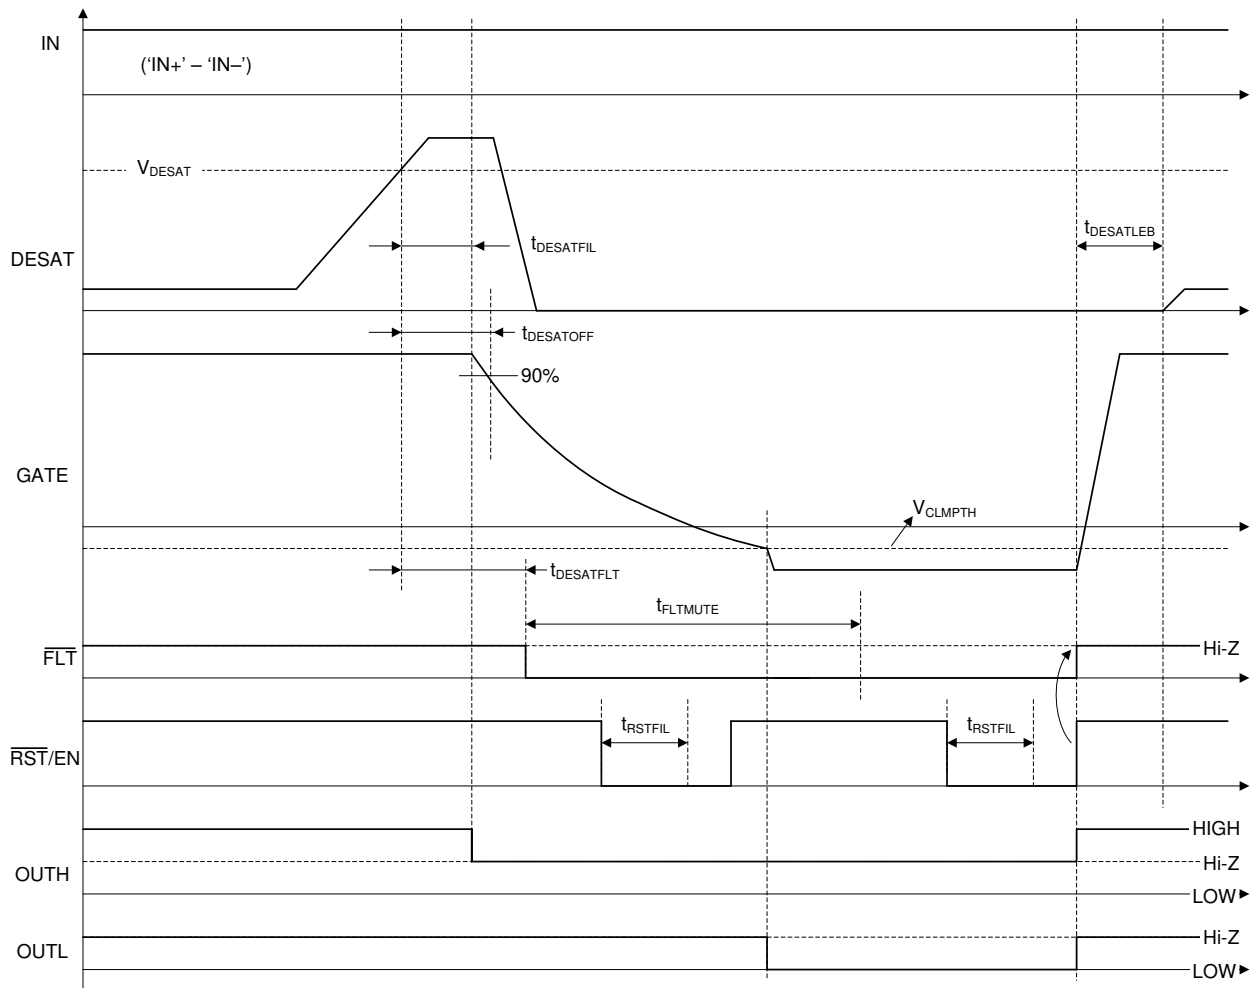 IN
(‘IN+’ – ‘IN–’)
VDESAT
tDESATFIL
tDESATLEB
DESAT
tDESATOFF
90%
GATE
VCLMPTH
tDESATFLT
tFLTMUTE
FLT
Hi-Z
RST/EN
tRSTFIL
tRSTFIL
HIGH
OUTH
Hi-Z
LOW
OUTL
Hi-Z
LOW